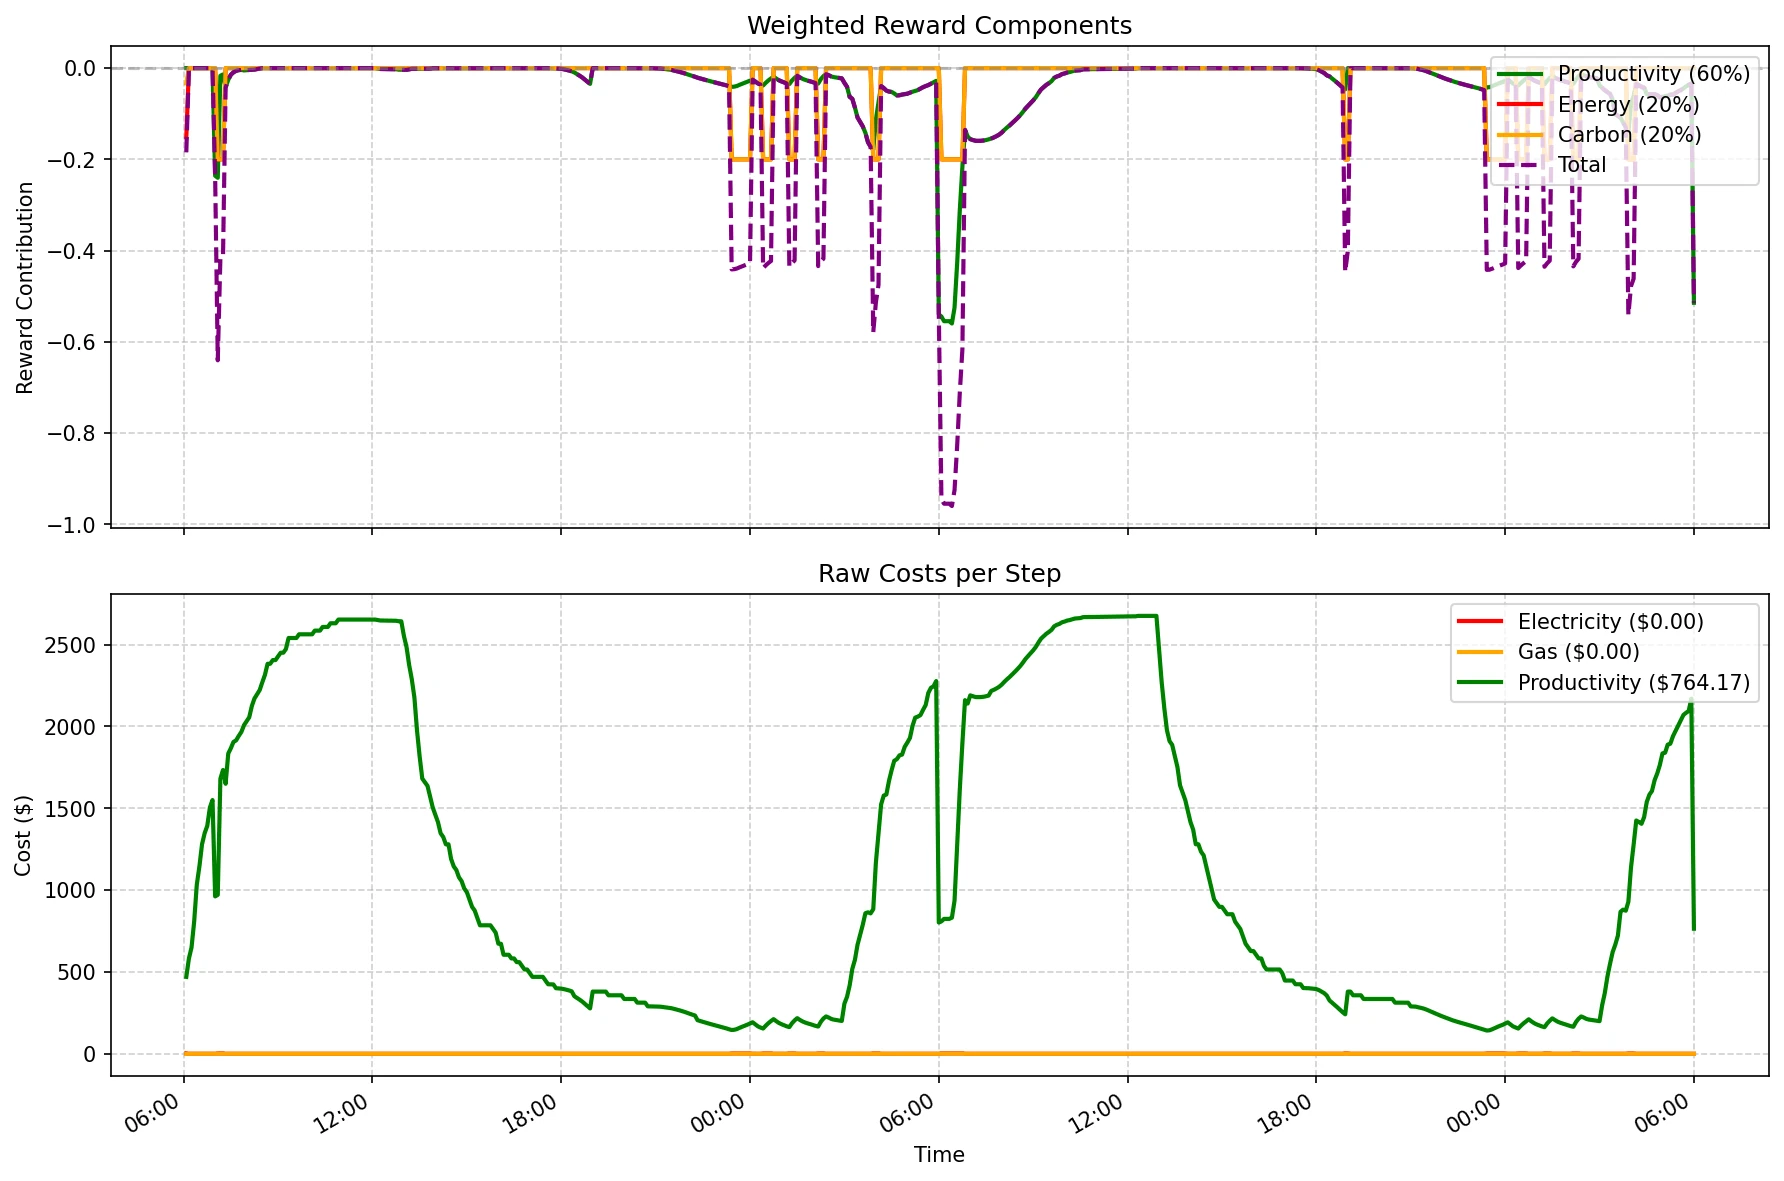 Weighted Reward Components
Reward Contribution
0.0
−0.2
−0.4
−0.6
−0.8
−1.0
Productivity (60%)
Energy (20%)
Carbon (20%)
Total
Raw Costs per Step
Cost ($)
2500
2000
1500
1000
500
0
Electricity ($0.00)
Gas ($0.00)
Productivity ($764.17)
06:00 12:00 18:00 00:00 06:00 12:00 18:00 00:00 06:00
Time